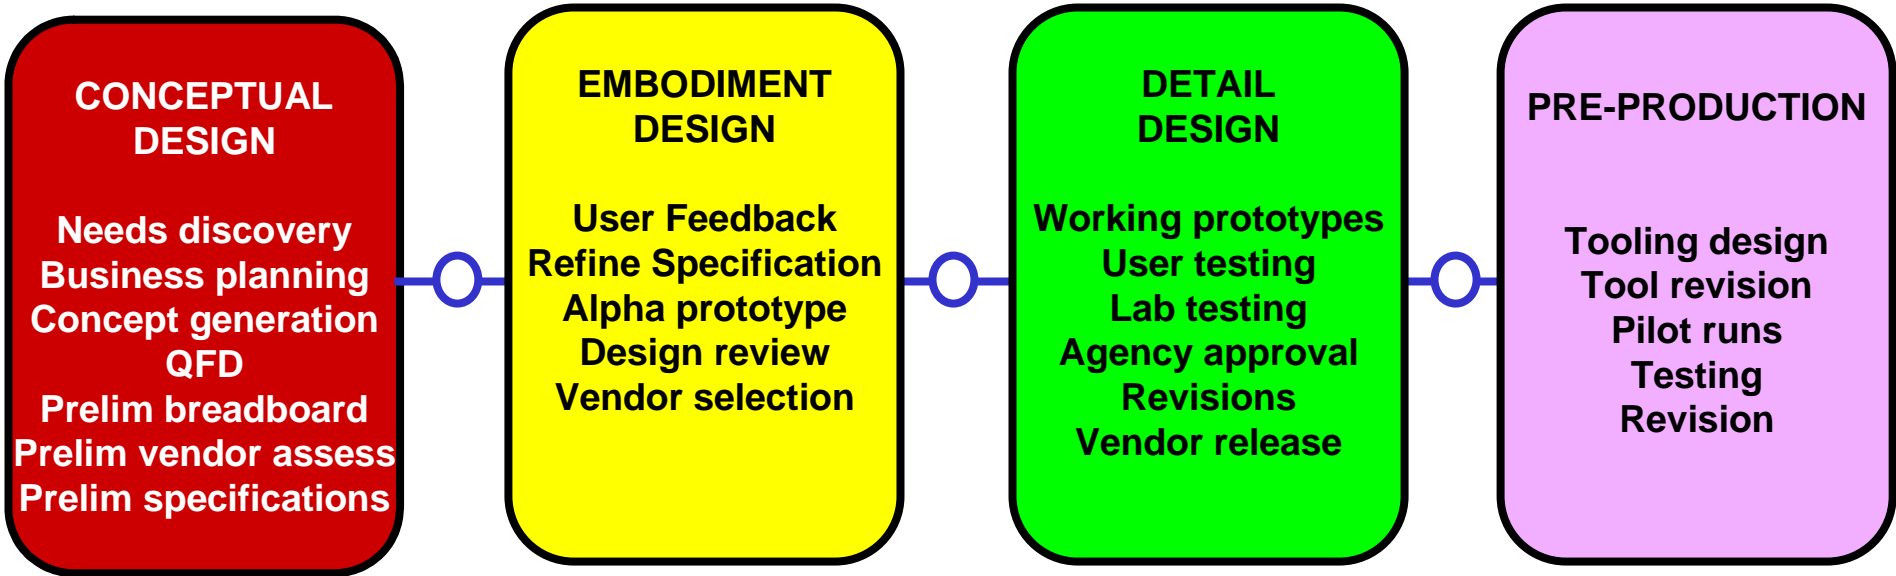 CONCEPTUAL
DESIGN
Needs discovery
Business planning
Concept generation
QFD
Prelim breadboard
Prelim vendor assess
Prelim specifications
EMBODIMENT
DESIGN
User Feedback
Refine Specification
Alpha prototype
Design review
Vendor selection
DETAIL
DESIGN
Working prototypes
User testing
Lab testing
Agency approval
Revisions
Vendor release
PRE-PRODUCTION
Tooling design
Tool revision
Pilot runs
Testing
Revision